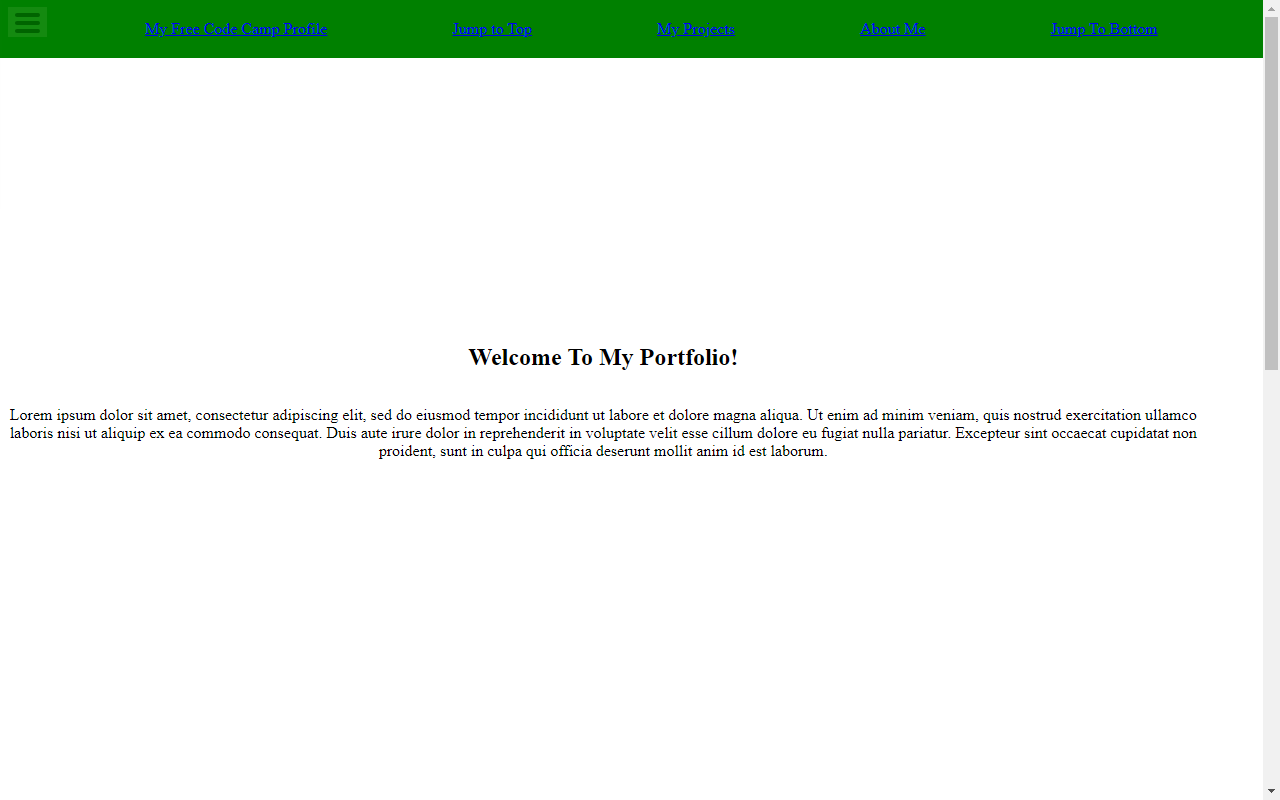 My Free Code Camp Profile Jump to Top My Projects About Me Jump To Bottom
Welcome To My Portfolio!
Lorem ipsum dolor sit amet, consectetur adipiscing elit, sed do eiusmod tempor incididunt ut labore et dolore magna aliqua. Ut enim ad minim veniam, quis nostrud exercitation ullamco
laboris nisi ut aliquip ex ea commodo consequat. Duis aute irure dolor in reprehenderit in voluptate velit esse cillum dolore eu fugiat nulla pariatur. Excepteur sint occaecat cupidatat non
proident, sunt in culpa qui officia deserunt mollit anim id est laborum.